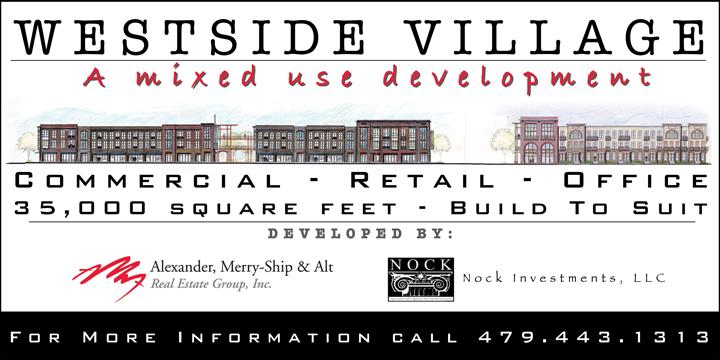 WESTSIDE VILLAGE
A mixed use development
COMMERCIAL - RETAIL - OFFICE
35,000 SQUARE FEET - BUILD TO SUIT
DEVELOPED BY:
Alexander, Merry-Ship & Alt
Real Estate Group, Inc.
NOCK
Nock Investments, LLC
FOR MORE INFORMATION CALL 479.443.1313